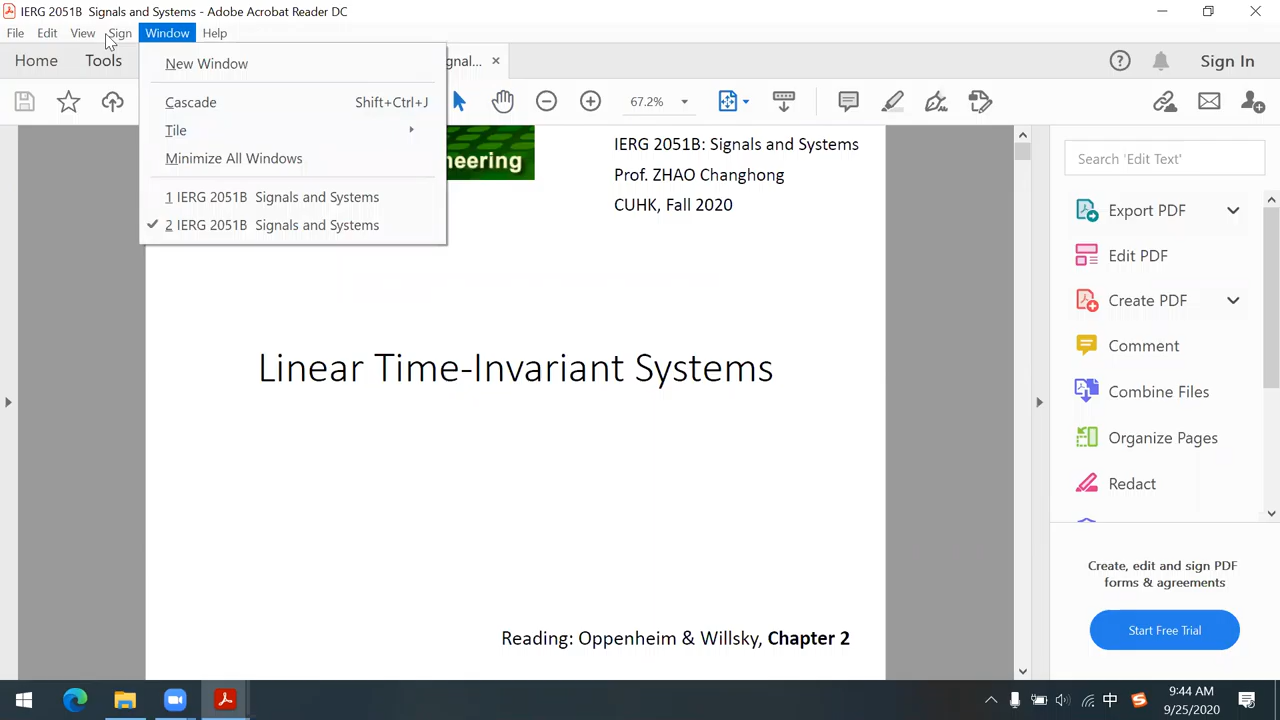 IERG 2051B  Signals and Systems - Adobe Acrobat Reader DC
File Edit View Sign Window Help
Home Tools gnal...
Sign In
New Window
Cascade Shift+Ctrl+J
Tile
Minimize All Windows
1 IERG 2051B  Signals and Systems
2 IERG 2051B  Signals and Systems
67.2%
neering
IERG 2051B: Signals and Systems
Prof. ZHAO Changhong
CUHK, Fall 2020
Linear Time-Invariant Systems
Reading: Oppenheim & Willsky, Chapter 2
Search 'Edit Text'
Export PDF
Edit PDF
Create PDF
Comment
Combine Files
Organize Pages
Redact
Create, edit and sign PDF
forms & agreements
Start Free Trial
中
9:44 AM
9/25/2020